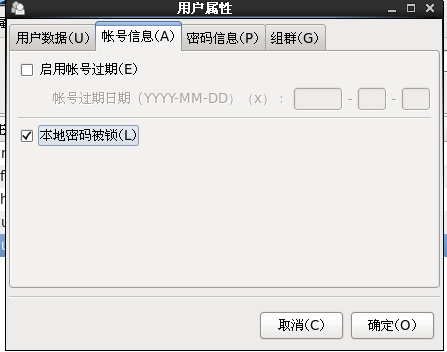 用户属性
用户数据(U) 帐号信息(A) 密码信息(P) 组群(G)
启用帐号过期(E)
帐号过期日期（YYYY-MM-DD）（x）： - -
本地密码被锁(L)
取消(C) 确定(O)